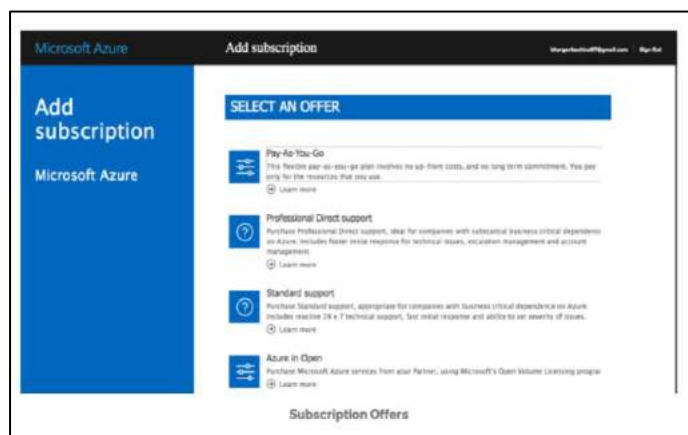 Microsoft Azure
Add subscription
Sign Out
Add
subscription
Microsoft Azure
SELECT AN OFFER
Pay-As-You-Go
This flexible pay-as-you-go plan involves no up-front costs, and no long term commitment. You pay
only for the resources that you use.
Learn more
Professional Direct support
Purchase Professional Direct support, ideal for companies with substantial business critical dependence
on Azure. Includes faster initial response for technical issues, escalation management and account
management.
Learn more
Standard support
Purchase Standard support, appropriate for companies with business critical dependence on Azure.
Includes reactive 24 x 7 technical support, fast initial response and ability to set severity of issues.
Learn more
Azure in Open
Purchase Microsoft Azure services from your Partner, using Microsoft's Open Volume Licensing progra
Learn more
Subscription Offers